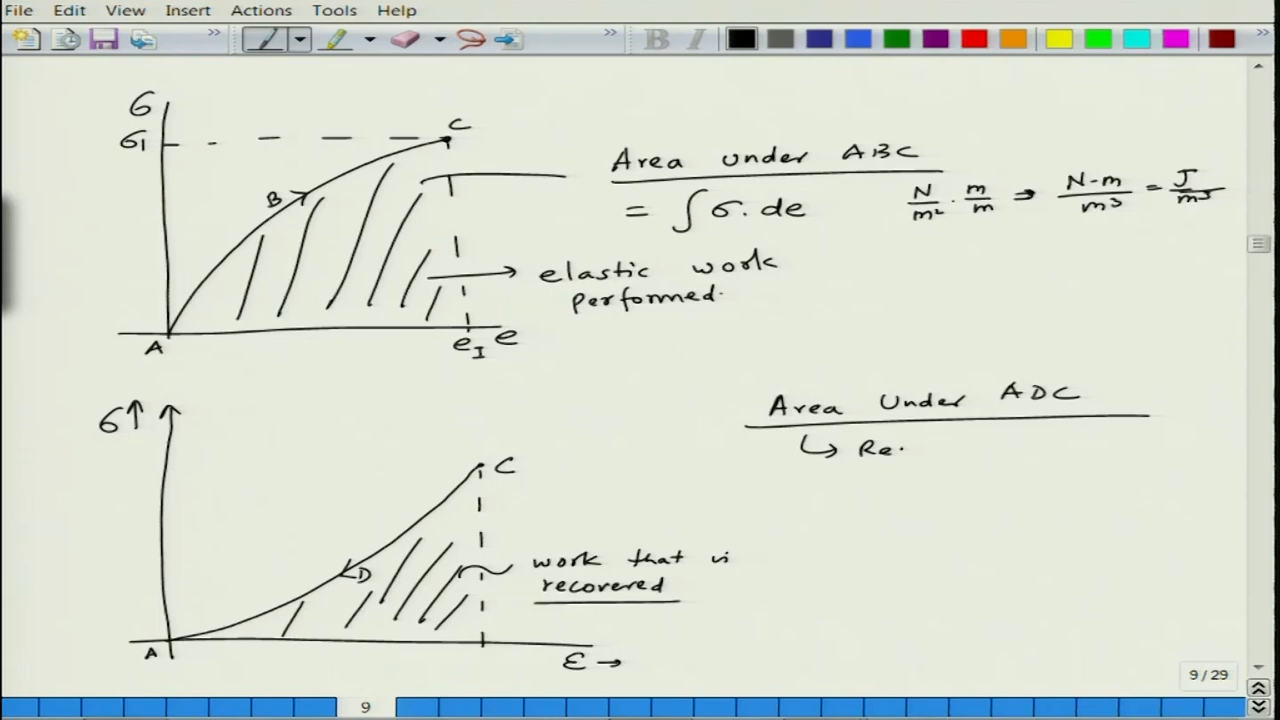 File Edit View Insert Actions Tools Help
B I
σ
σ1
C
B
A
eI e
Area under ABC
= ∫ σ. de
N/m² · m/m ⇒ N-m/m³ = J/m³
elastic work
performed.
σ↑
C
D
A
ε →
work that is
recovered
Area Under ADC
↳ Re.
9 / 29
9